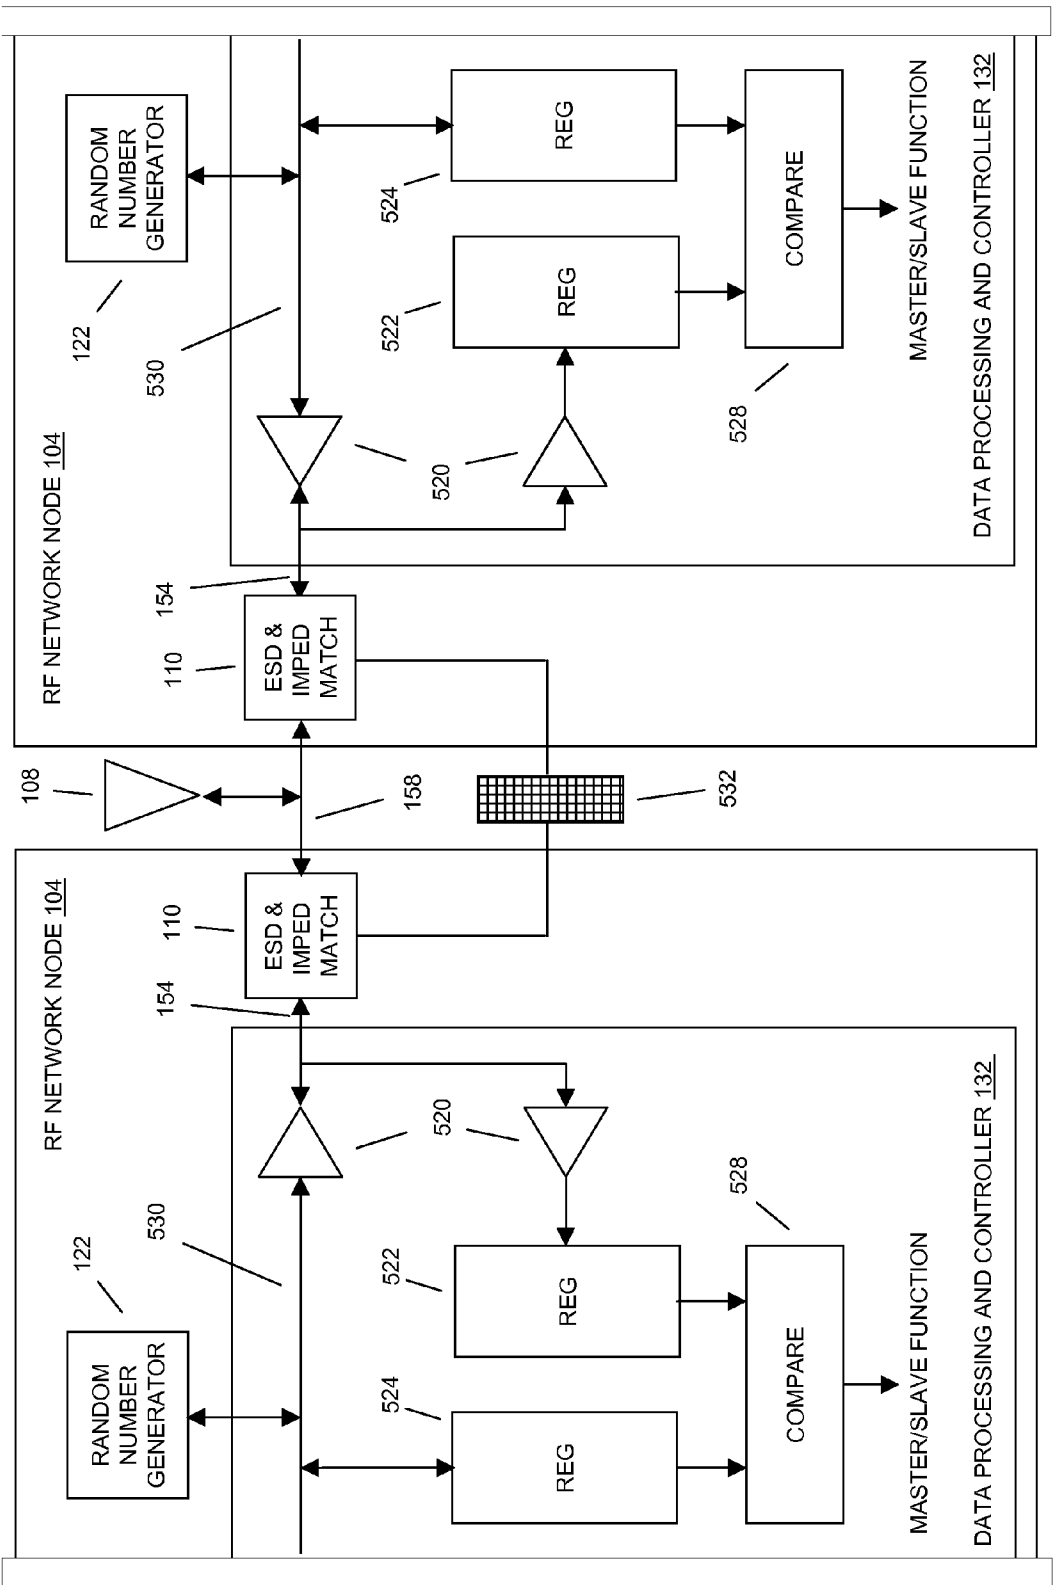 RF NETWORK NODE 104
122
RANDOM
NUMBER
GENERATOR
530
154
110
ESD &
IMPED
MATCH
520
524
REG
522
REG
528
COMPARE
MASTER/SLAVE FUNCTION
DATA PROCESSING AND CONTROLLER 132
108
158
532
RF NETWORK NODE 104
122
RANDOM
NUMBER
GENERATOR
530
154
110
ESD &
IMPED
MATCH
520
522
REG
524
REG
528
COMPARE
MASTER/SLAVE FUNCTION
DATA PROCESSING AND CONTROLLER 132